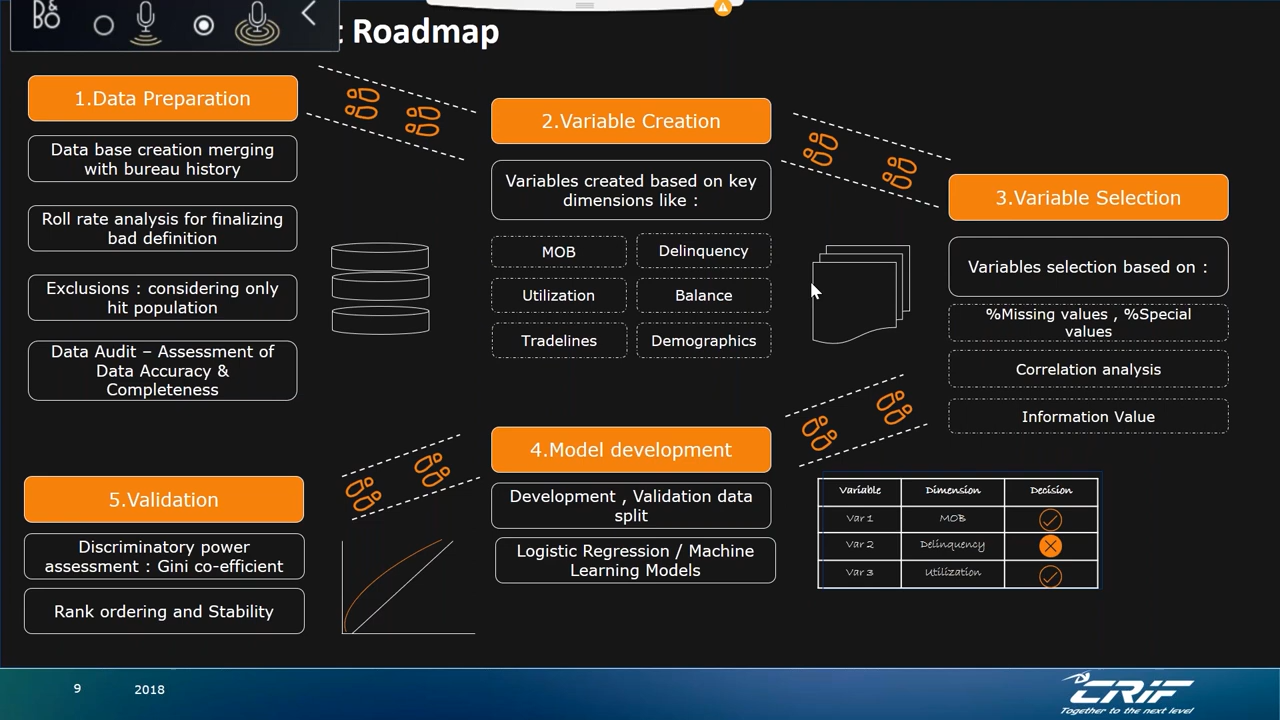 B&O
t Roadmap
1.Data Preparation
Data base creation merging
with bureau history
Roll rate analysis for finalizing
bad definition
Exclusions : considering only
hit population
Data Audit – Assessment of
Data Accuracy &
Completeness
2.Variable Creation
Variables created based on key
dimensions like :
MOB
Delinquency
Utilization
Balance
Tradelines
Demographics
3.Variable Selection
Variables selection based on :
%Missing values , %Special
values
Correlation analysis
Information Value
4.Model development
Development , Validation data
split
Logistic Regression / Machine
Learning Models
Variable Dimension Decision
Var 1 MOB
Var 2 Delinquency
Var 3 Utilization
5.Validation
Discriminatory power
assessment : Gini co-efficient
Rank ordering and Stability
9 2018
CRIF
Together to the next level